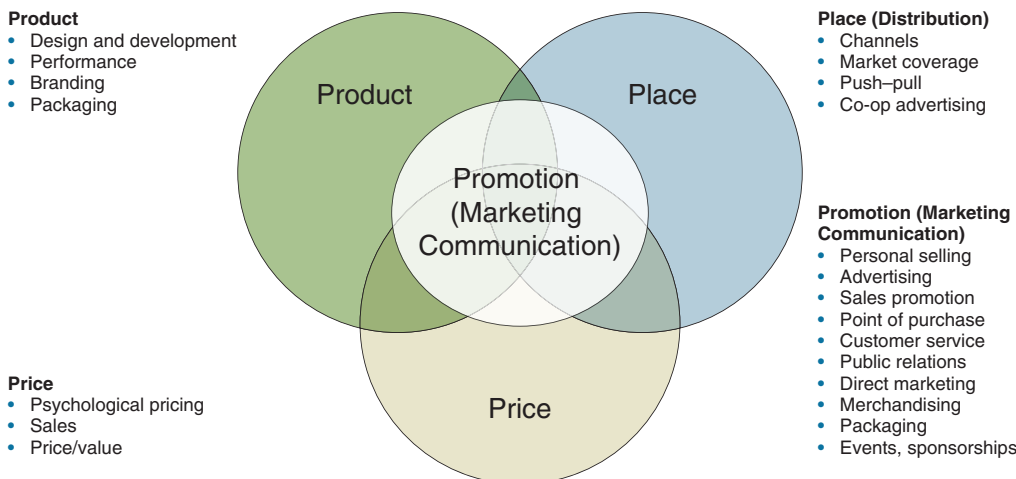 Product
• Design and development
• Performance
• Branding
• Packaging
Place (Distribution)
• Channels
• Market coverage
• Push–pull
• Co-op advertising
Product
Place
Promotion
(Marketing
Communication)
Price
Promotion (Marketing
Communication)
• Personal selling
• Advertising
• Sales promotion
• Point of purchase
• Customer service
• Public relations
• Direct marketing
• Merchandising
• Packaging
• Events, sponsorships
Price
• Psychological pricing
• Sales
• Price/value